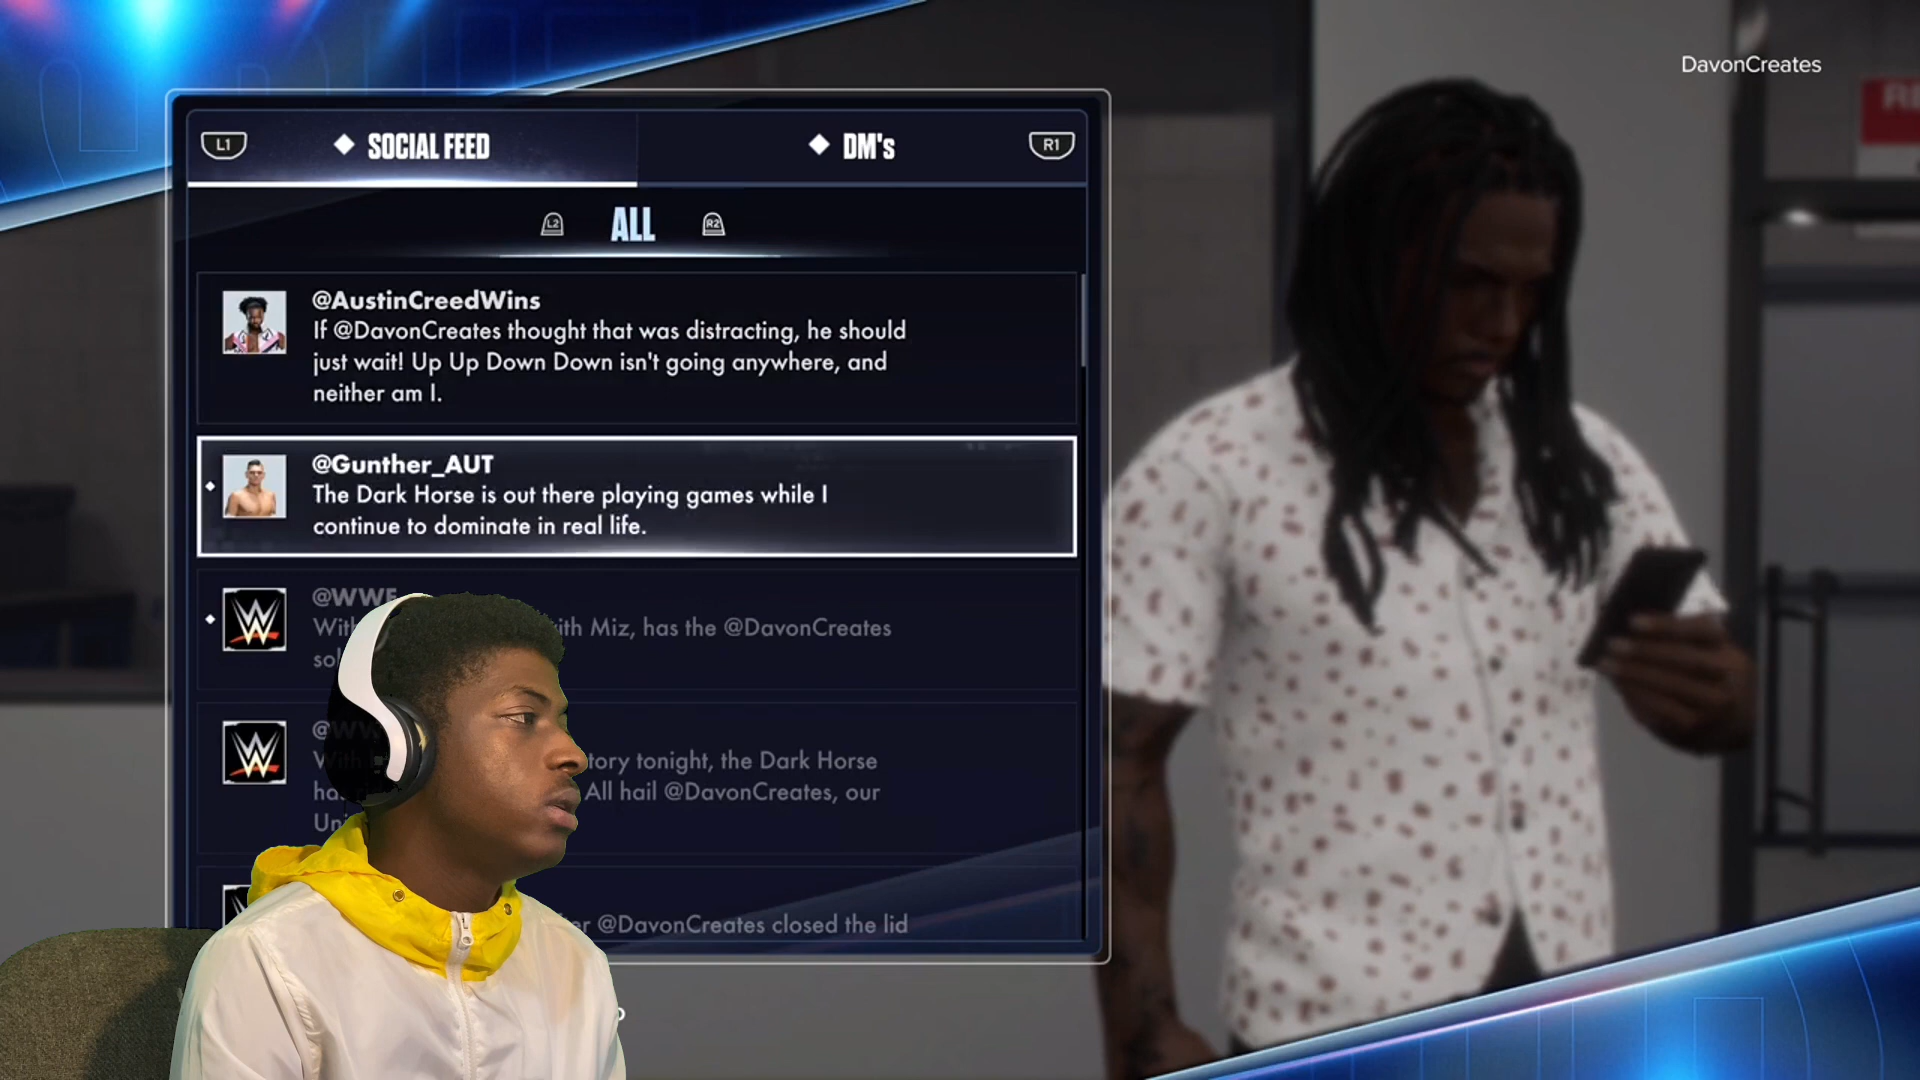 DavonCreates
L1
SOCIAL FEED
DM's
R1
L2
ALL
R2
@AustinCreedWins
If @DavonCreates thought that was distracting, he should
just wait! Up Up Down Down isn't going anywhere, and
neither am I.
@Gunther_AUT
The Dark Horse is out there playing games while I
continue to dominate in real life.
@WWE
ith Miz, has the @DavonCreates
tory tonight, the Dark Horse
All hail @DavonCreates, our
@DavonCreates closed the lid